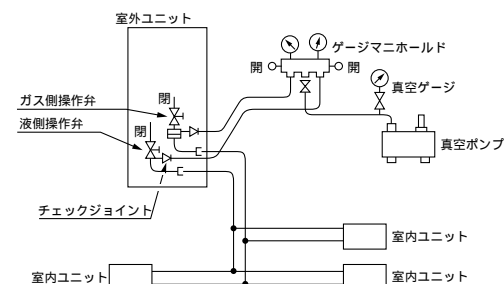 室外ユニット
ゲージマニホールド
開
開
真空ゲージ
ガス側操作弁
閉
液側操作弁
閉
真空ポンプ
チェックジョイント
室内ユニット
室内ユニット
室内ユニット